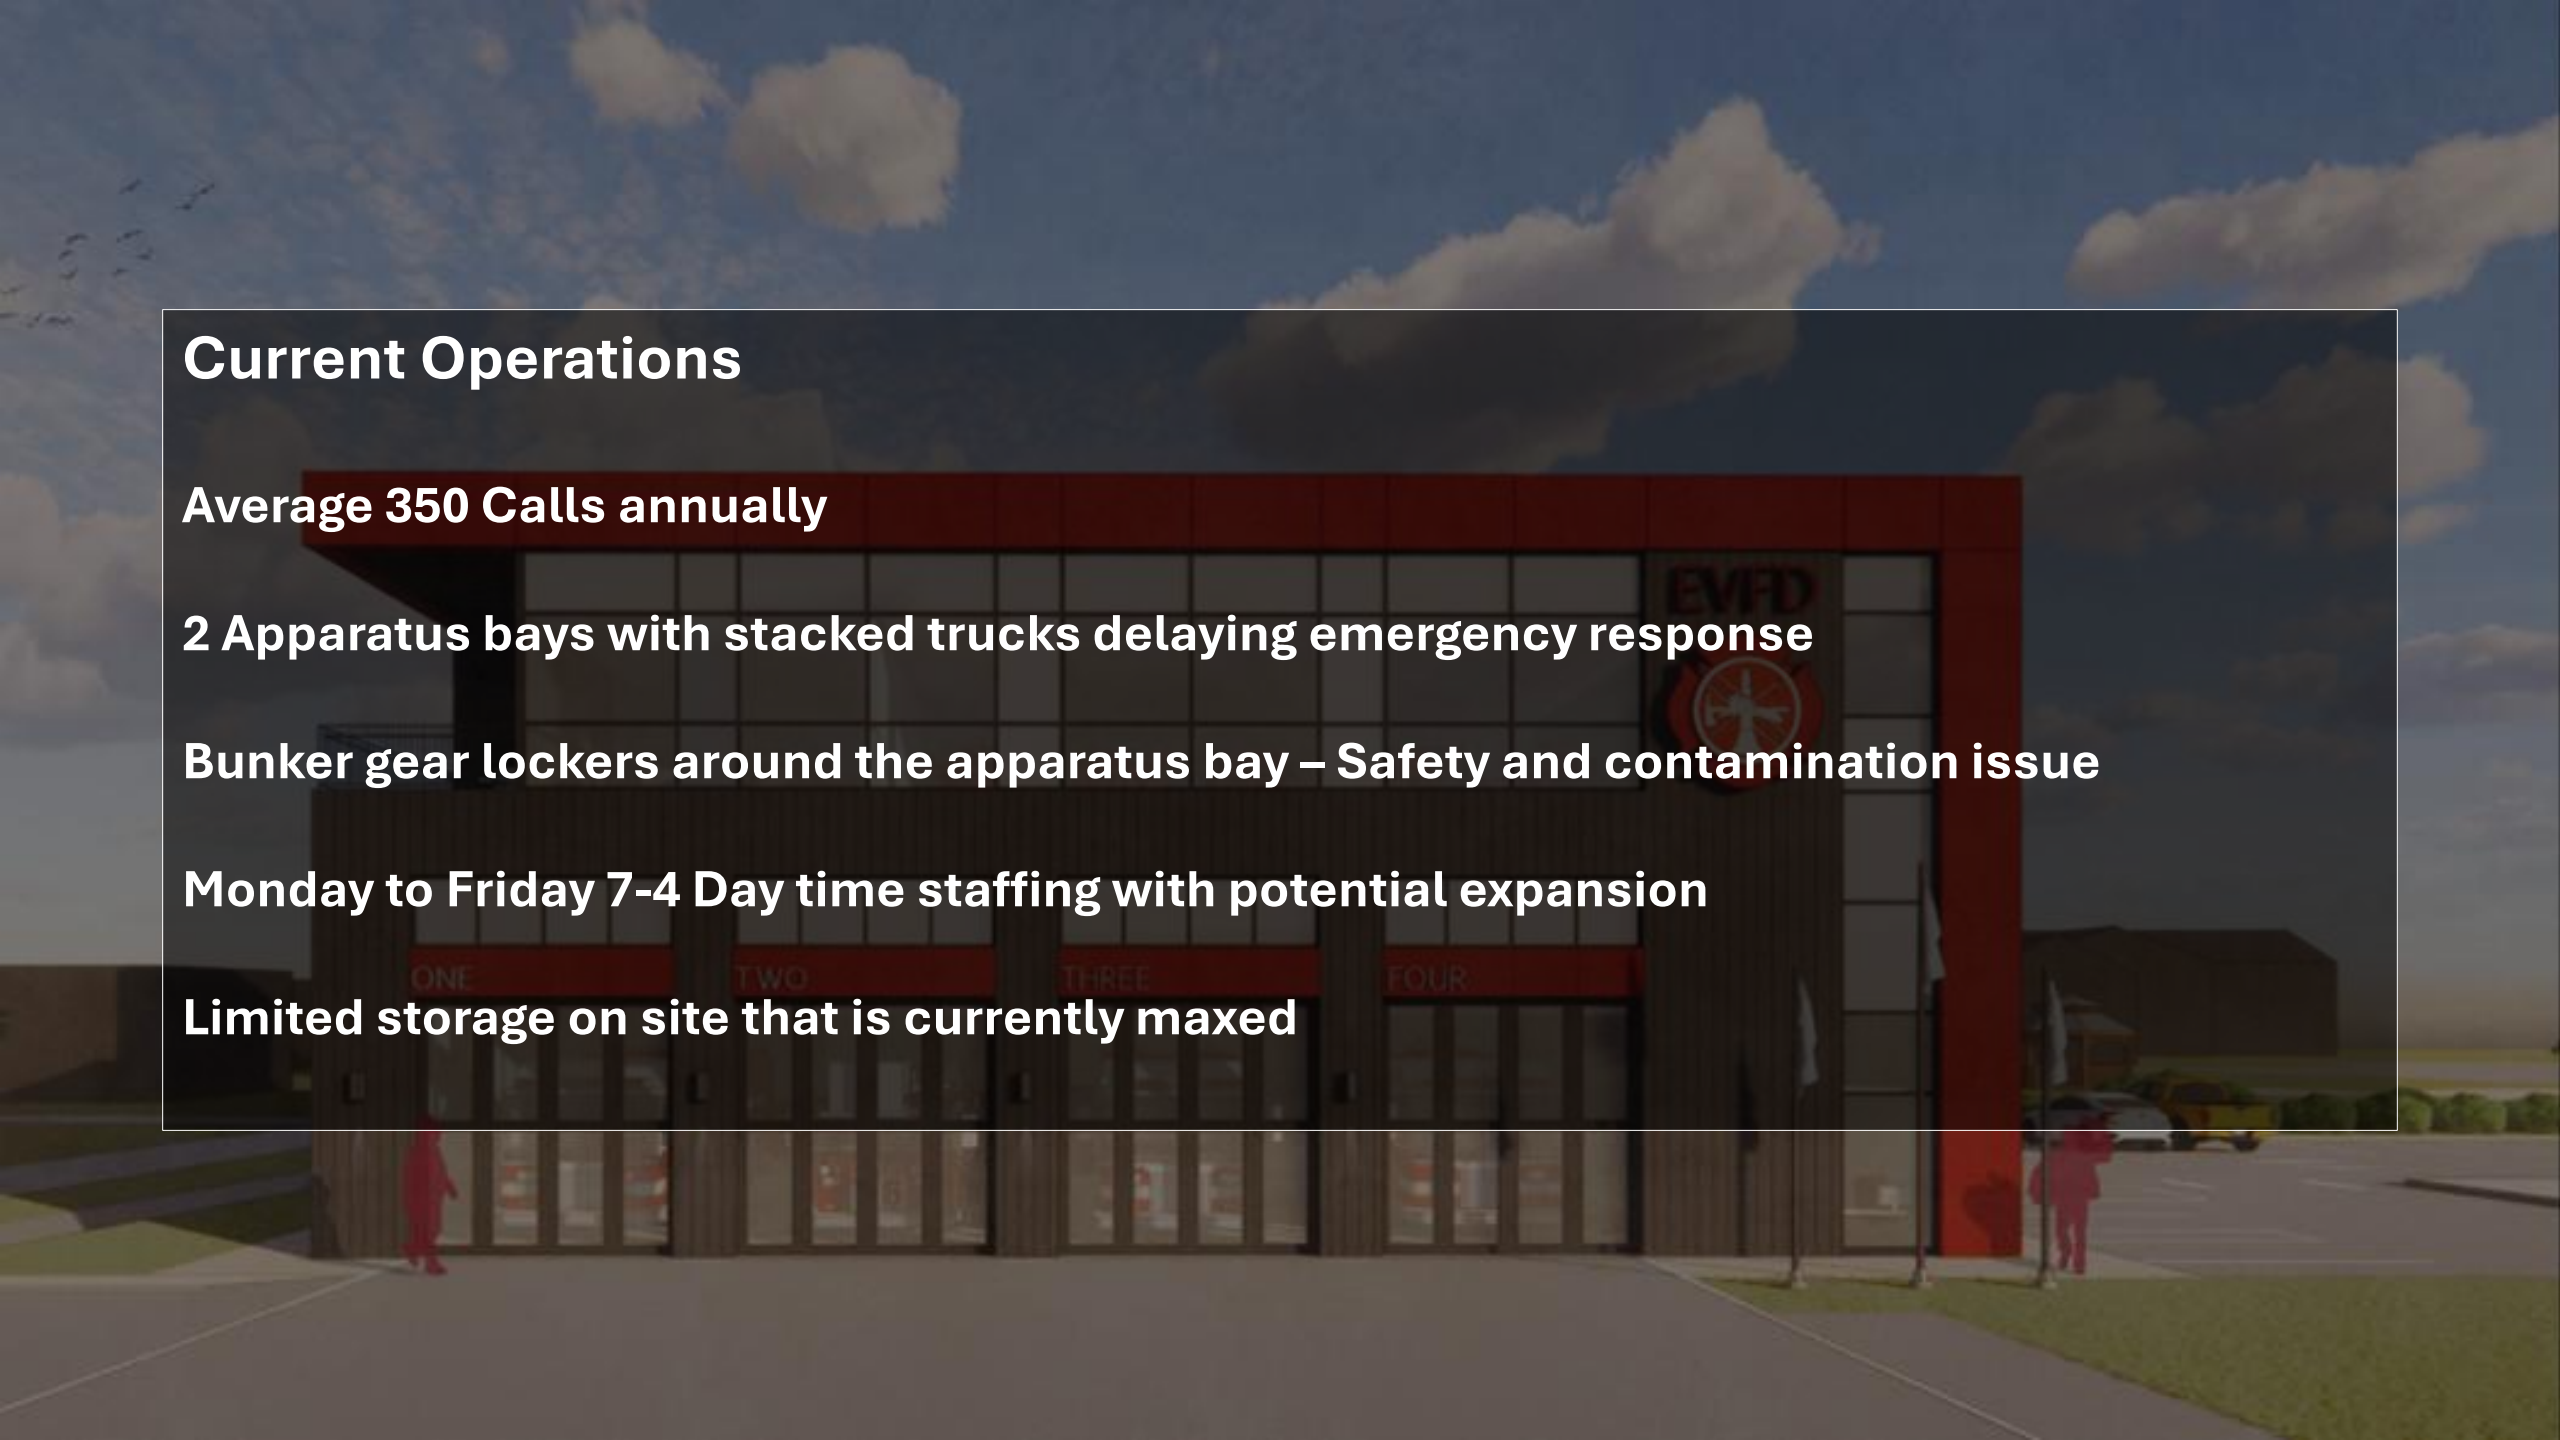 Current Operations
Average 350 Calls annually
EVFD
2 Apparatus bays with stacked trucks delaying emergency response
Bunker gear lockers around the apparatus bay – Safety and contamination issue
Monday to Friday 7-4 Day time staffing with potential expansion
ONE
TWO
THREE
FOUR
Limited storage on site that is currently maxed